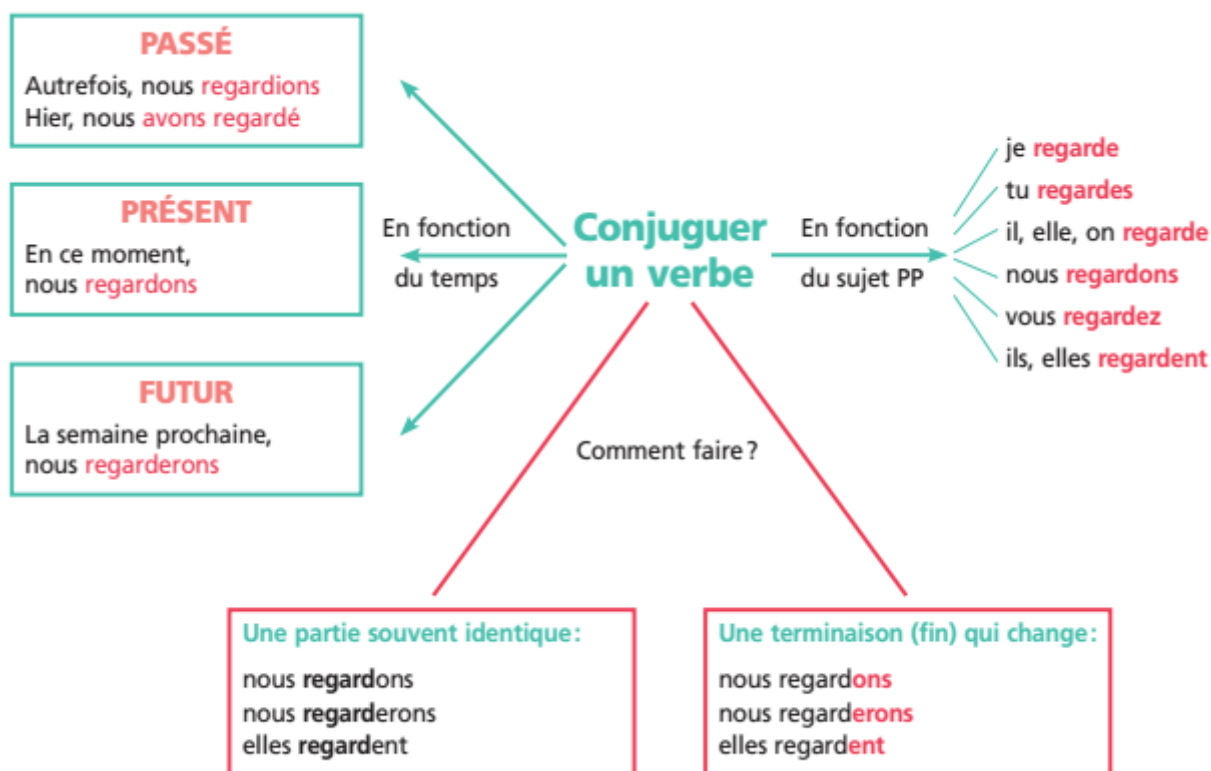 PASSÉ
Autrefois, nous regardions
Hier, nous avons regardé
PRÉSENT
En ce moment,
nous regardons
FUTUR
La semaine prochaine,
nous regarderons
En fonction
du temps
Conjuguer
un verbe
En fonction
du sujet PP
je regarde
tu regardes
il, elle, on regarde
nous regardons
vous regardez
ils, elles regardent
Comment faire ?
Une partie souvent identique :
nous regardons
nous regarderons
elles regardent
Une terminaison (fin) qui change :
nous regardons
nous regarderons
elles regardent